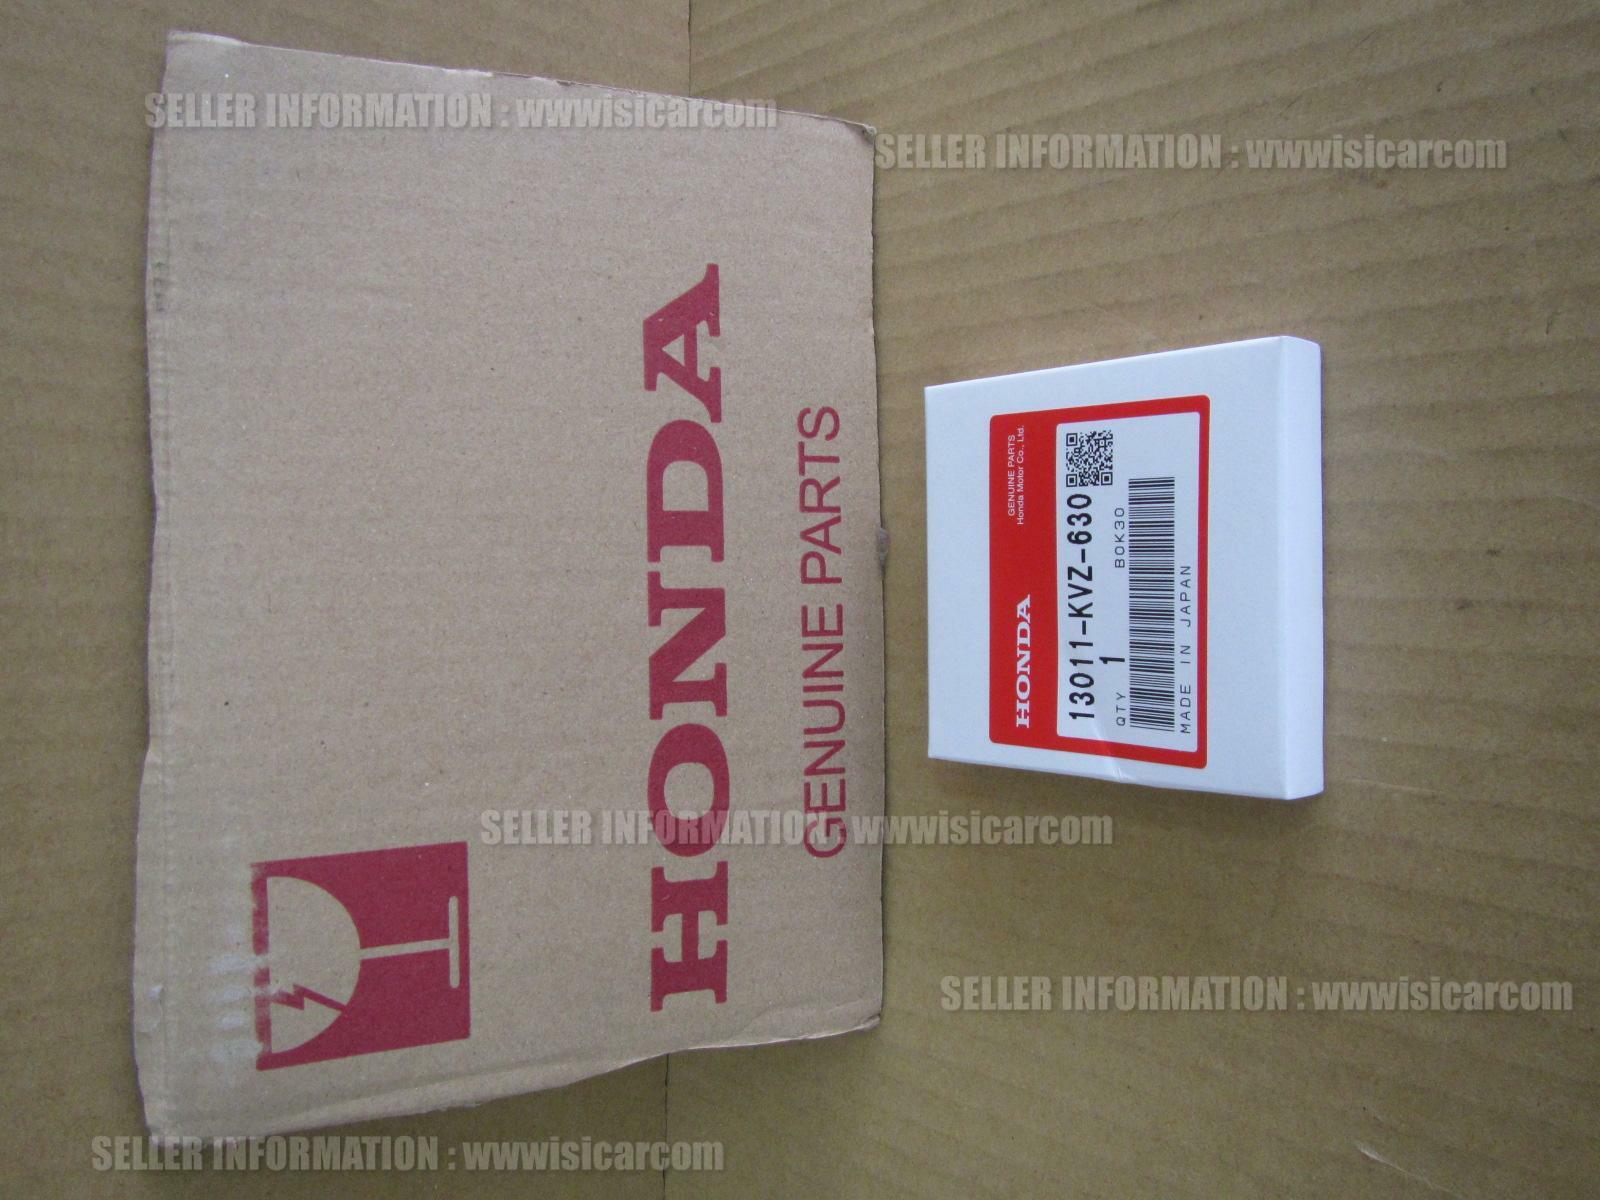 SELLER INFORMATION : wwwisicarcom
SELLER INFORMATION : wwwisicarcom
HONDA
GENUINE PARTS
HONDA
GENUINE PARTS
Honda Motor Co., Ltd.
13011-KVZ-630
QTY 1 BOK30
MADE IN JAPAN
SELLER INFORMATION : wwwisicarcom
SELLER INFORMATION : wwwisicarcom
SELLER INFORMATION : wwwisicarcom